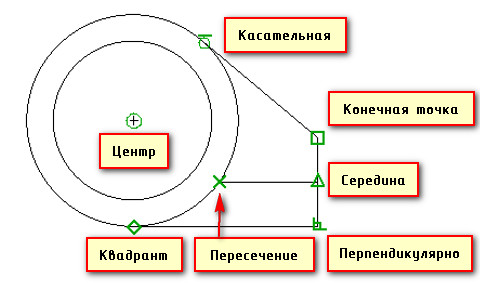 Касательная
Конечная точка
Центр
Середина
Квадрант
Пересечение
Перпендикулярно